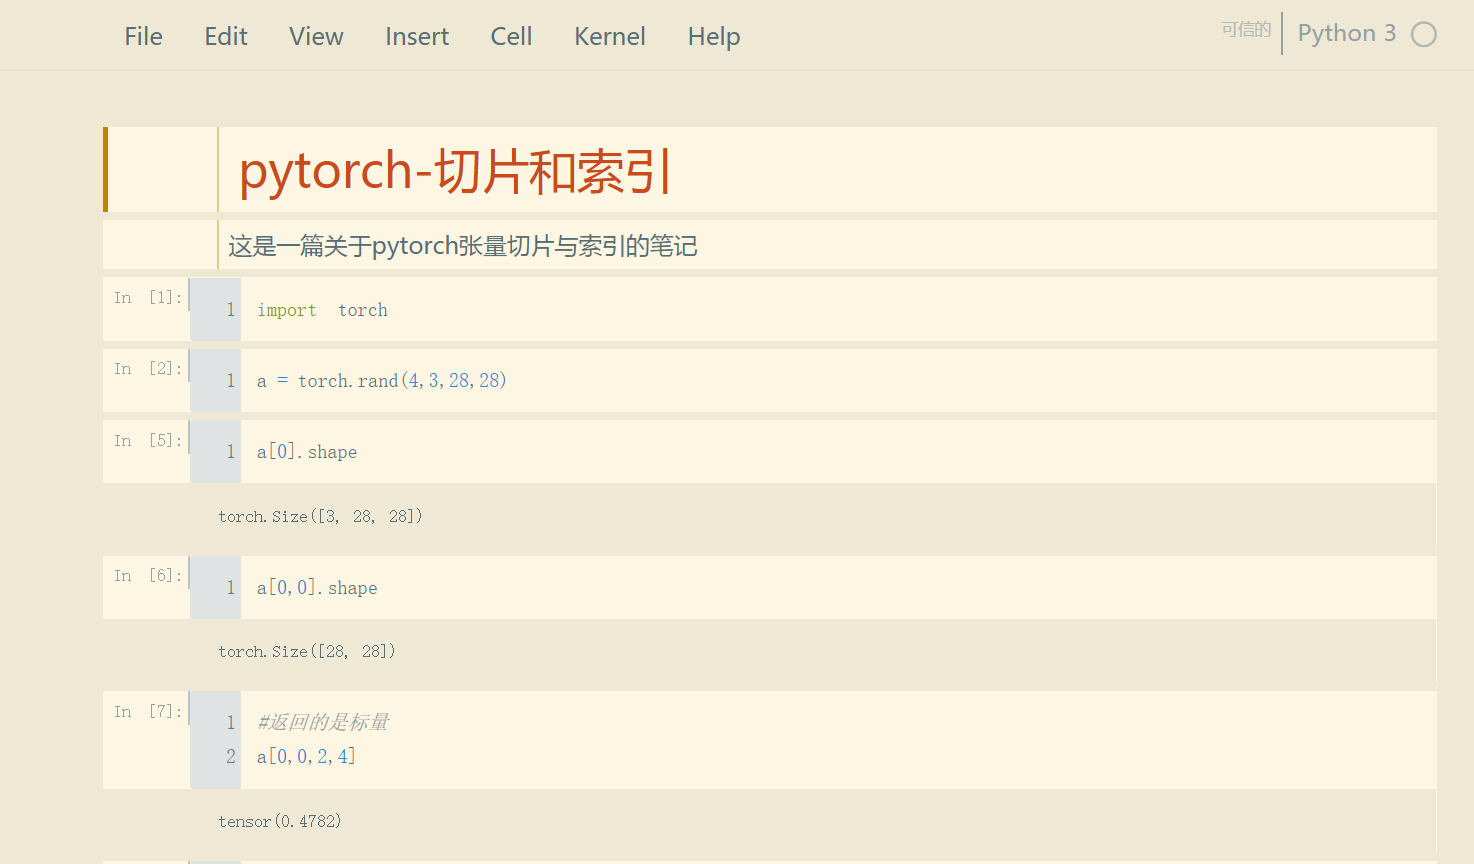 File Edit View Insert Cell Kernel Help 可信的 Python 3
pytorch-切片和索引
这是一篇关于pytorch张量切片与索引的笔记
In [1]: 1 import torch
In [2]: 1 a = torch.rand(4,3,28,28)
In [5]: 1 a[0].shape
torch.Size([3, 28, 28])
In [6]: 1 a[0,0].shape
torch.Size([28, 28])
In [7]: 1 #返回的是标量
2 a[0,0,2,4]
tensor(0.4782)